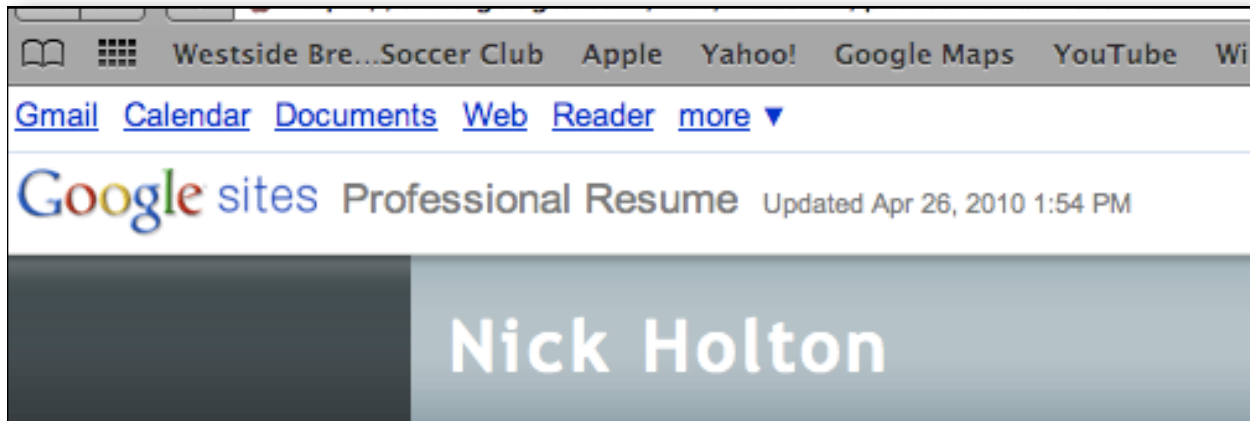 Westside Bre...Soccer Club Apple Yahoo! Google Maps YouTube Wi
Gmail Calendar Documents Web Reader more ▼
Google sites Professional Resume Updated Apr 26, 2010 1:54 PM
Nick Holton